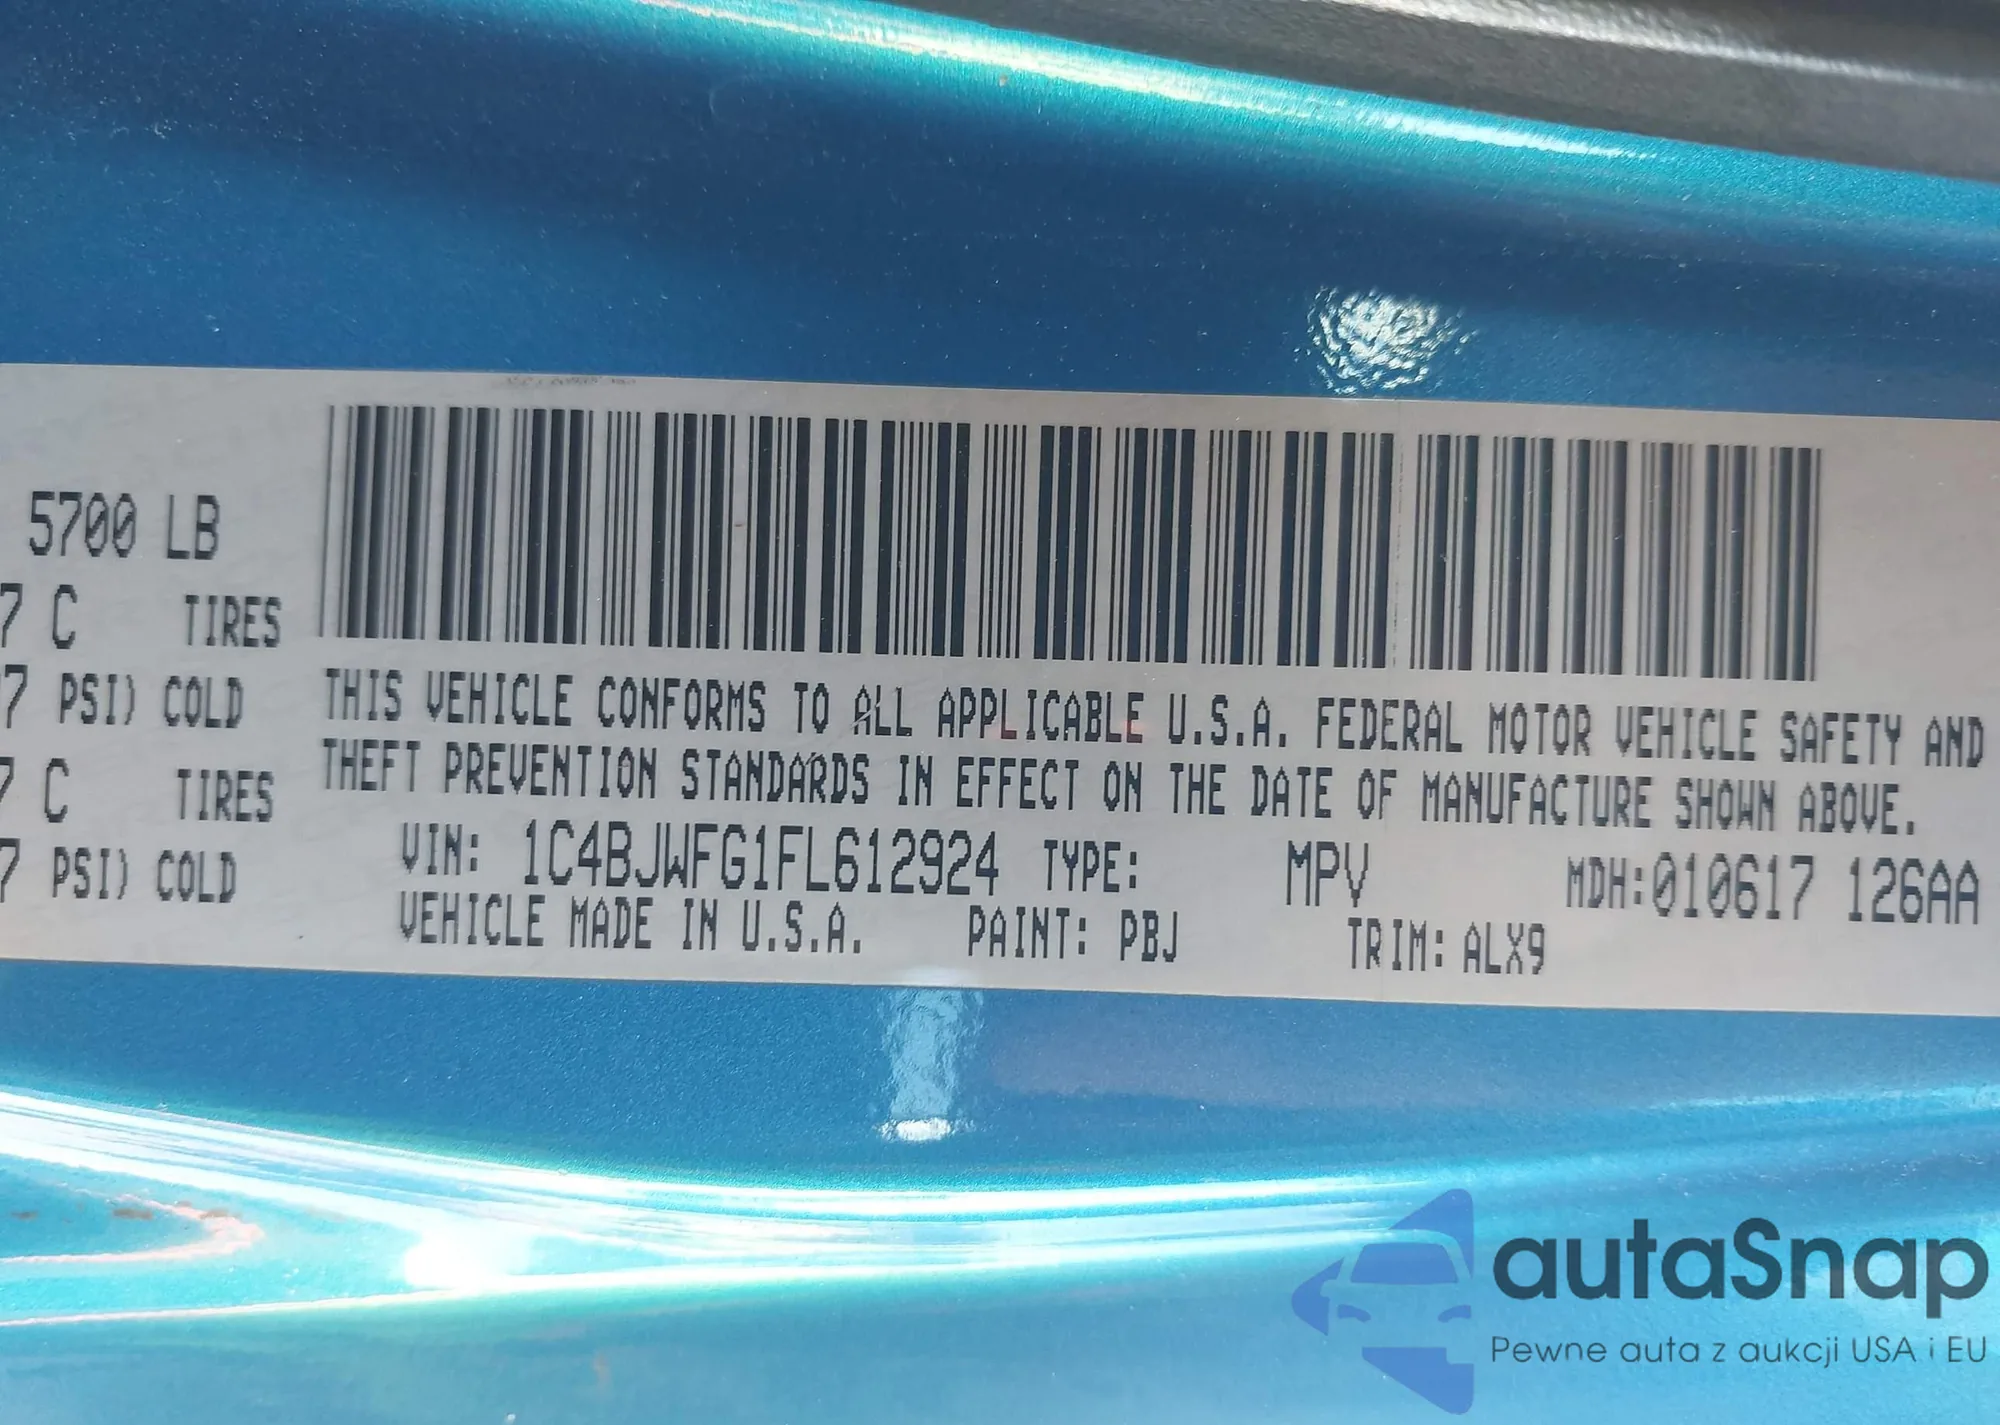 5700 LB
7 C TIRES
7 PSI) COLD
7 C TIRES
7 PSI) COLD
THIS VEHICLE CONFORMS TO ALL APPLICABLE U.S.A. FEDERAL MOTOR VEHICLE SAFETY AND
THEFT PREVENTION STANDARDS IN EFFECT ON THE DATE OF MANUFACTURE SHOWN ABOVE.
VIN: 1C4BJWFG1FL612924 TYPE: MPV MDH:010617 126AA
VEHICLE MADE IN U.S.A. PAINT: PBJ TRIM: ALX9
autaSnap
Pewne auta z aukcji USA i EU